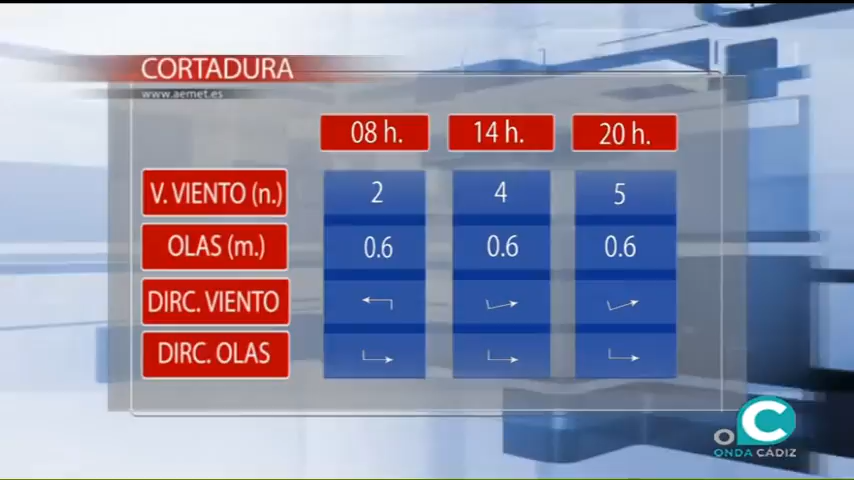 CORTADURA
www.aemet.es
08 h. 14 h. 20 h.
V. VIENTO (n.) 2 4 5
OLAS (m.) 0.6 0.6 0.6
DIRC. VIENTO
DIRC. OLAS
O
C
ONDA CÁDIZ